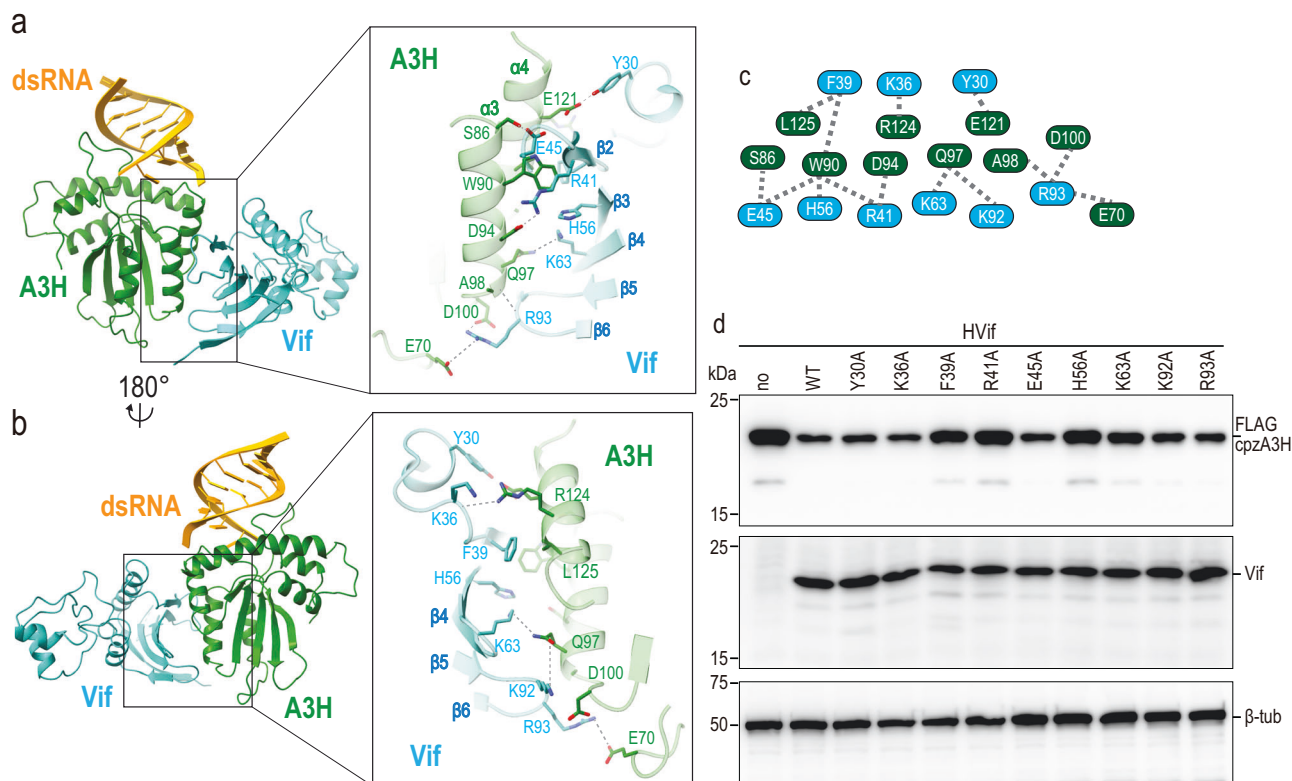 a
dsRNA
A3H
Vif
180°
A3H
α4
Y30
α3
E121
S86
E45
β2
W90
R41
β3
H56
D94
β4
Q97
K63
A98
β5
D100
R93
β6
E70
Vif
b
dsRNA
Vif
A3H
Y30
A3H
R124
K36
F39
L125
H56
β4
Q97
K63
β5
D100
K92
β6
R93
E70
Vif
c
F39 K36 Y30
L125 R124 E121
D100
S86 W90 D94 Q97 A98
R93
E45 H56 R41 K63 K92 E70
d
HVif
kDa no WT Y30A K36A F39A R41A E45A H56A K63A K92A R93A
25
FLAG
cpzA3H
15
25
Vif
15
75
β-tub
50